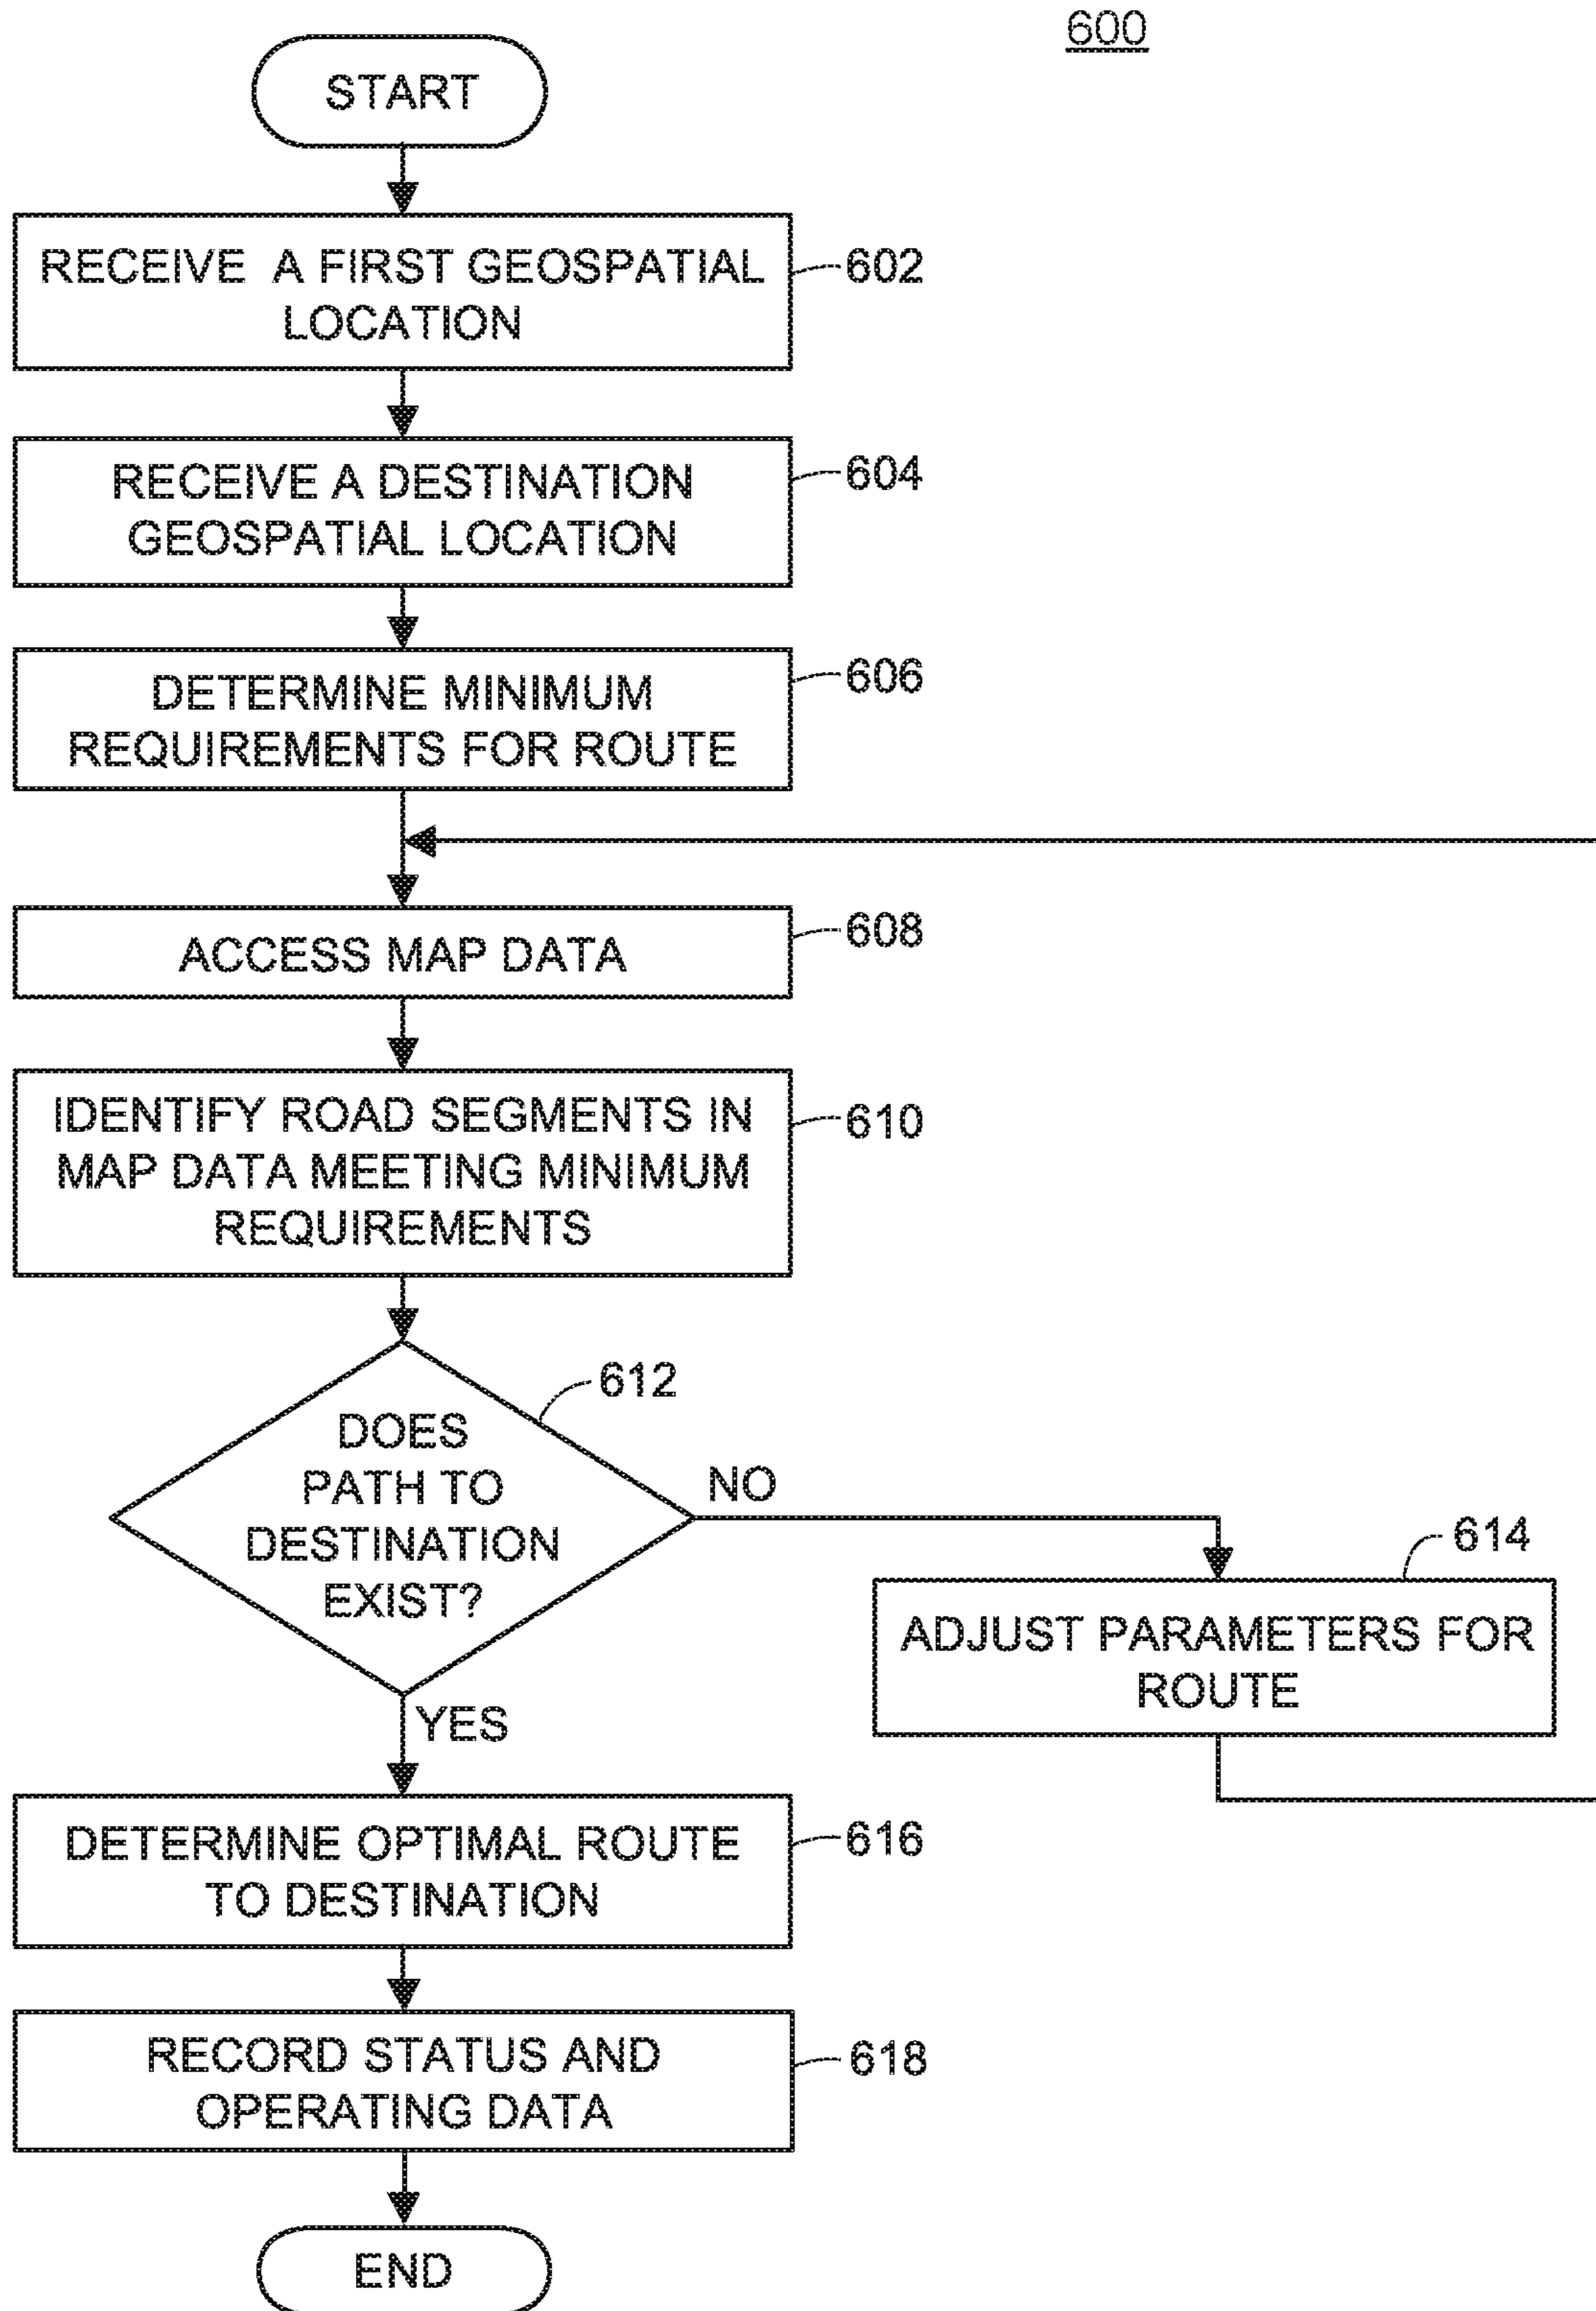 600
START
RECEIVE A FIRST GEOSPATIAL
LOCATION
602
RECEIVE A DESTINATION
GEOSPATIAL LOCATION
604
DETERMINE MINIMUM
REQUIREMENTS FOR ROUTE
606
ACCESS MAP DATA
608
IDENTIFY ROAD SEGMENTS IN
MAP DATA MEETING MINIMUM
REQUIREMENTS
610
DOES
PATH TO
DESTINATION
EXIST?
612
NO
614
ADJUST PARAMETERS FOR
ROUTE
YES
DETERMINE OPTIMAL ROUTE
TO DESTINATION
616
RECORD STATUS AND
OPERATING DATA
618
END